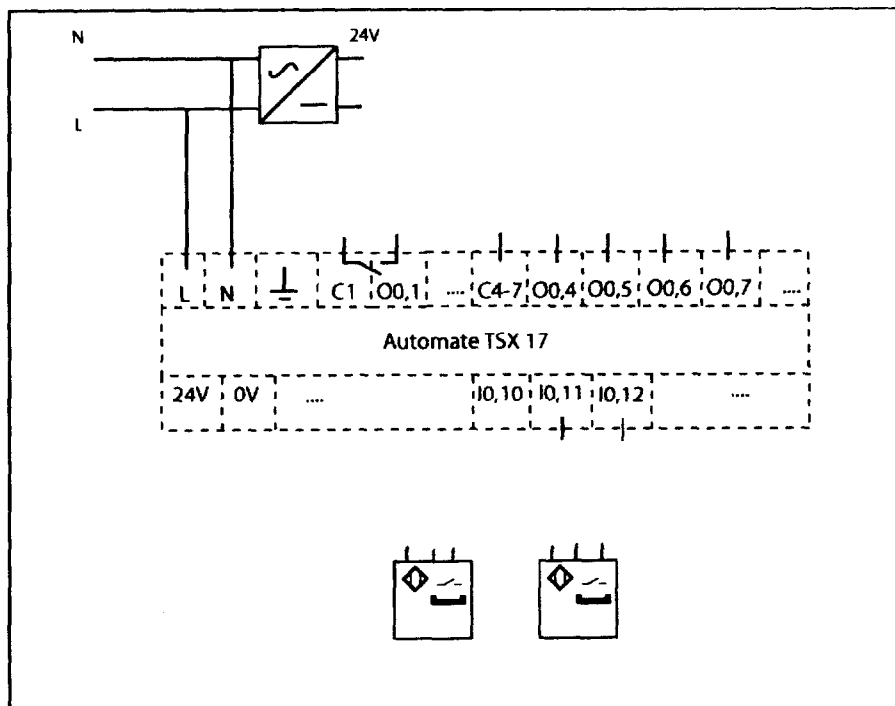 N 24V
L
L N C1 O0,1 .... C4-7 O0,4 O0,5 O0,6 O0,7 ....
Automate TSX 17
24V 0V .... I0,10 I0,11 I0,12 ....